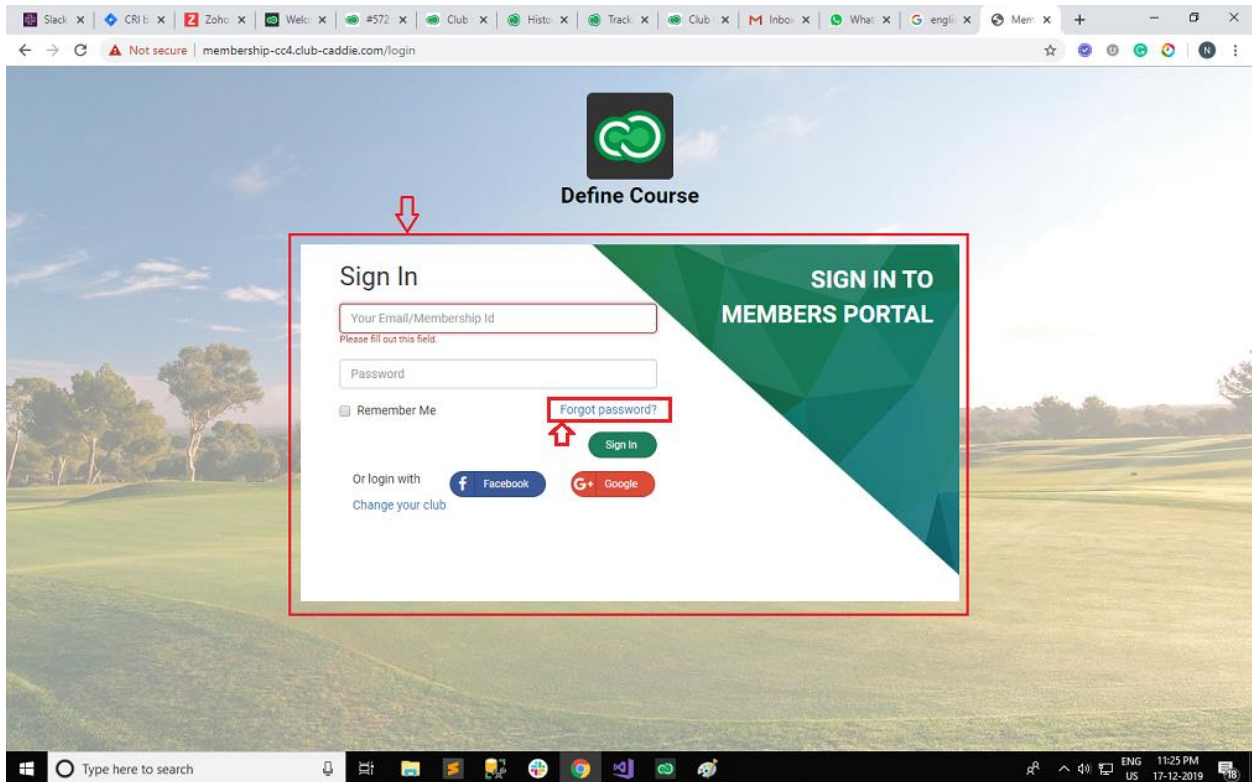 Slack
CRI b
Zoho
Welc
#572
Club
Histo
Track
Club
Inbo
What
englis
Mem
Not secure | membership-cc4.club-caddie.com/login
N
Define Course
Sign In
SIGN IN TO
MEMBERS PORTAL
Your Email/Membership Id
Please fill out this field.
Password
Remember Me
Forgot password?
Sign In
Or login with
f Facebook
G+ Google
Change your club
Type here to search
ENG
US
11:25 PM
17-12-2019
18